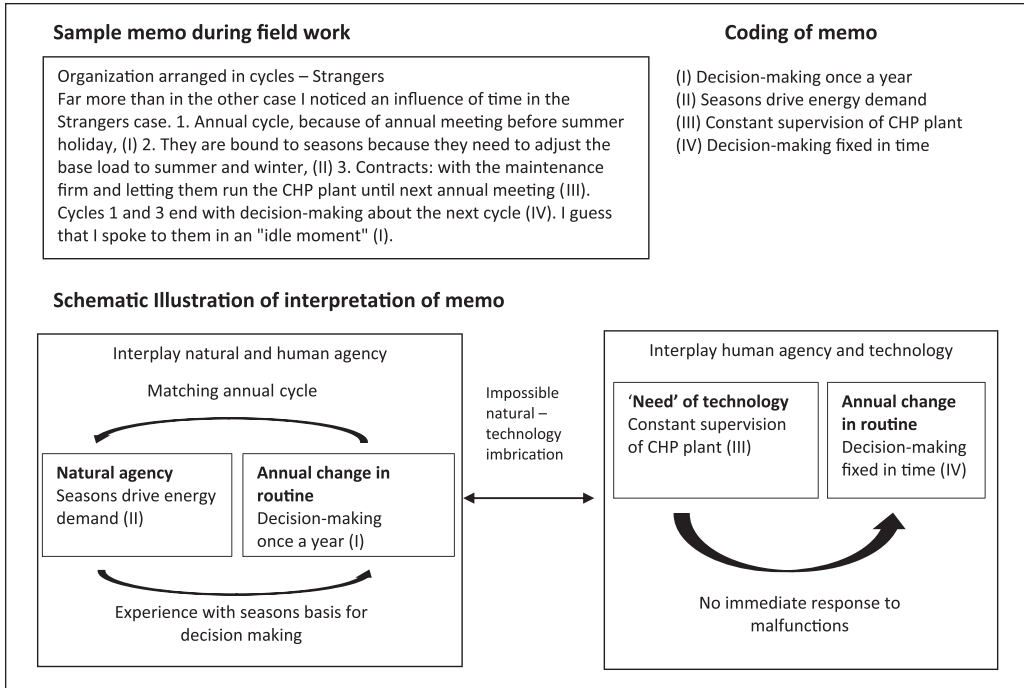 Sample memo during field work
Organization arranged in cycles – Strangers
Far more than in the other case I noticed an influence of time in the
Strangers case. 1. Annual cycle, because of annual meeting before summer
holiday, (I) 2. They are bound to seasons because they need to adjust the
base load to summer and winter, (II) 3. Contracts: with the maintenance
firm and letting them run the CHP plant until next annual meeting (III).
Cycles 1 and 3 end with decision-making about the next cycle (IV). I guess
that I spoke to them in an "idle moment" (I).
Coding of memo
(I) Decision-making once a year
(II) Seasons drive energy demand
(III) Constant supervision of CHP plant
(IV) Decision-making fixed in time
Schematic Illustration of interpretation of memo
Interplay natural and human agency
Matching annual cycle
Natural agency
Seasons drive energy
demand (II)
Annual change in
routine
Decision-making
once a year (I)
Experience with seasons basis for
decision making
Impossible
natural –
technology
imbrication
Interplay human agency and technology
‘Need’ of technology
Constant supervision
of CHP plant (III)
Annual change
in routine
Decision-making
fixed in time (IV)
No immediate response to
malfunctions